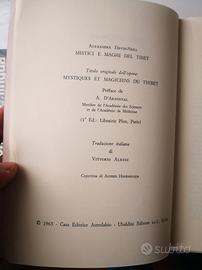 Alexandra David-Néel
MISTICI E MAGHI DEL TIBET
Titolo originale dell'opera:
MYSTIQUES ET MAGICIENS DU THIBET
Préface de
A. D'Arsonval
Membre de l'Académie des Sciences
et de l'Académie de Médecine
(1ª Ed.: Librairie Plon, Paris)
Traduzione italiana
di
Vittorio
Copertina di
© 1965 - Casa Editrice Astrolabio - Ubaldini Editore s.r.l., Roma
subito